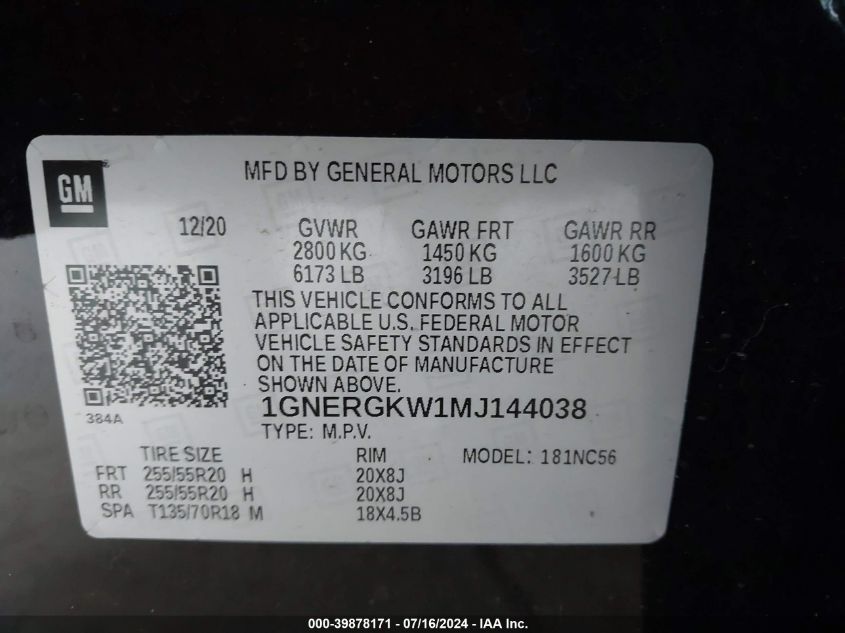 GM
MFD BY GENERAL MOTORS LLC
12/20 GVWR GAWR FRT GAWR RR
2800 KG 1450 KG 1600 KG
6173 LB 3196 LB 3527 LB
THIS VEHICLE CONFORMS TO ALL
APPLICABLE U.S. FEDERAL MOTOR
VEHICLE SAFETY STANDARDS IN EFFECT
ON THE DATE OF MANUFACTURE
SHOWN ABOVE.
384A
1GNERGKW1MJ144038
TYPE: M.P.V.
TIRE SIZE RIM MODEL: 181NC56
FRT 255/55R20 H 20X8J
RR 255/55R20 H 20X8J
SPA T135/70R18 M 18X4.5B
000-39878171 - 07/16/2024 - IAA Inc.